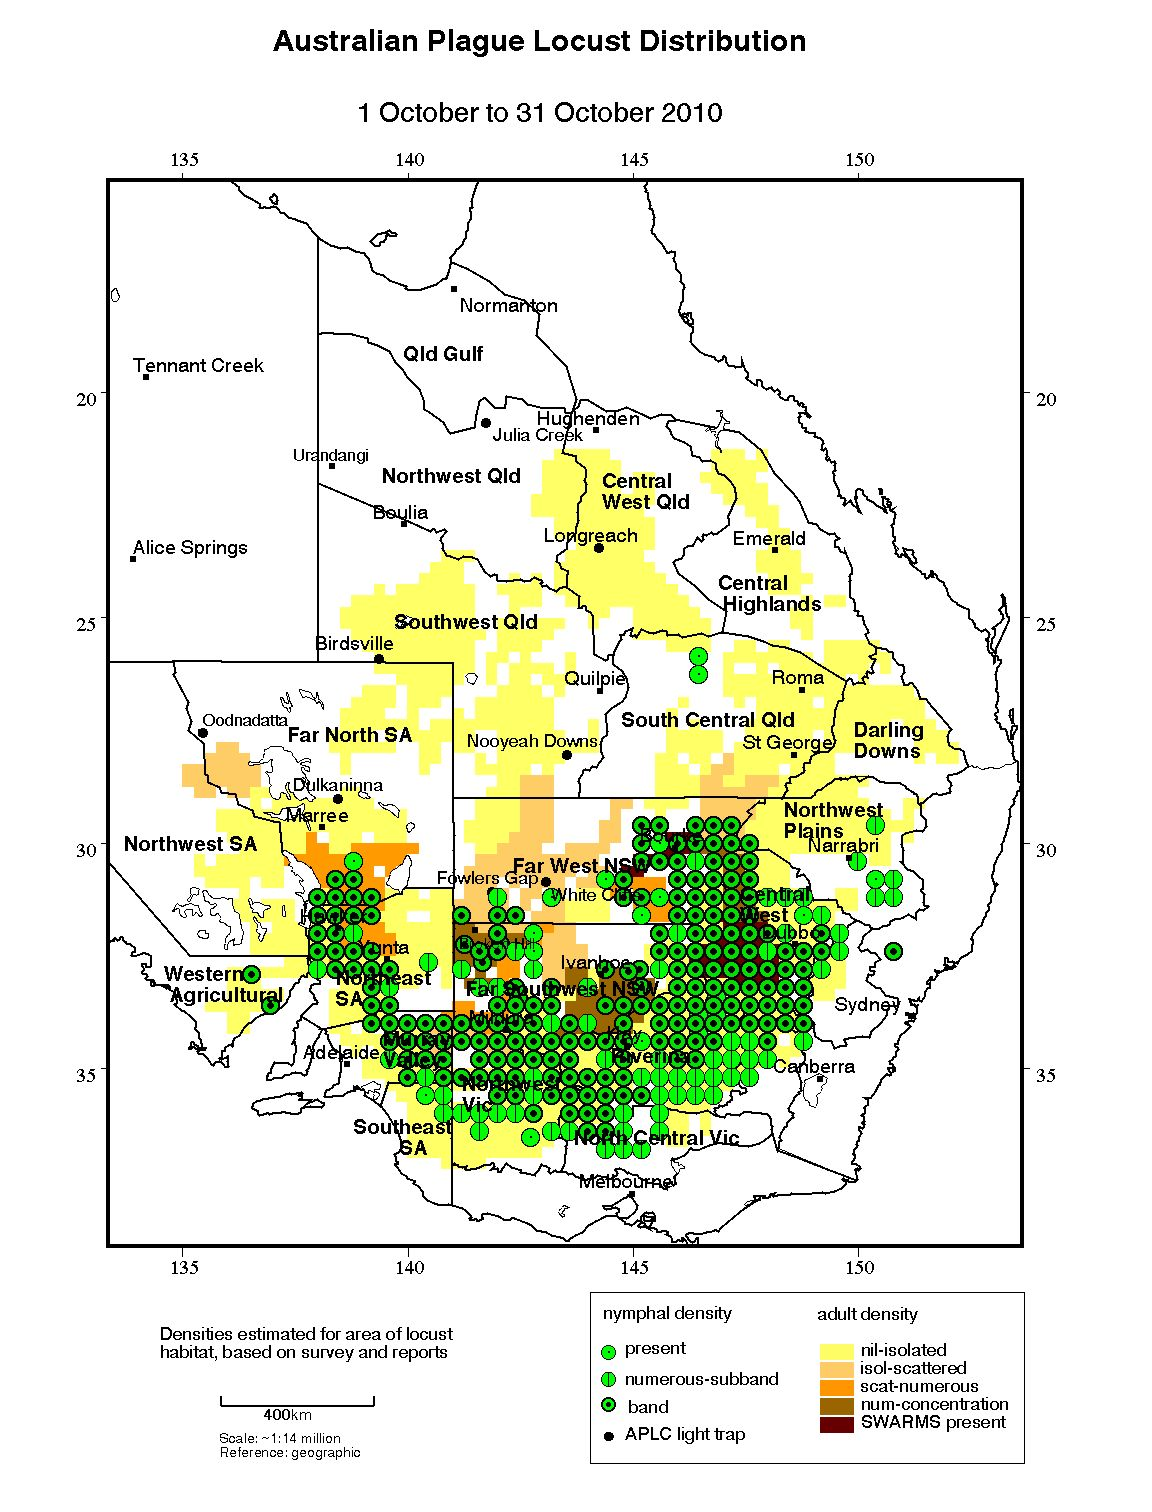 Australian Plague Locust Distribution
1 October to 31 October 2010
135 140 145 150
Normanton
Qld Gulf
Tennant Creek
20 20
Hughenden
Julia Creek
Urandangi
Northwest Qld
Central
West Qld
Boulia
Longreach
Emerald
Alice Springs
Central
Highlands
25 25
Southwest Qld
Birdsville
Quilpie
Roma
Oodnadatta
South Central Qld
Far North SA
Darling
Downs
Nooyeah Downs
St George
Dulkaninna
Marree
Northwest
Plains
Northwest SA
Narrabri
30 30
Far West NSW
Fowlers Gap
White Cliffs
Central
West
Hawker
Dubbo
Yunta
Broken Hill
Ivanhoe
Western
Agricultural
Northeast
SA
Far Southwest NSW
Sydney
Mildura
Murray
Valley
Hay
Riverina
Adelaide
Canberra
35 35
Northwest
Vic
Southeast
SA
North Central Vic
Melbourne
135 140 145 150
Densities estimated for area of locust
habitat, based on survey and reports
400km
Scale: ~1:14 million
Reference: geographic
nymphal density
present
numerous-subband
band
APLC light trap
adult density
nil-isolated
isol-scattered
scat-numerous
num-concentration
SWARMS present